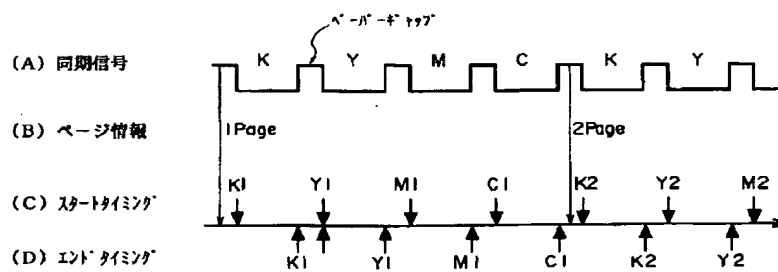 ペーパーギャップ
(A) 同期信号 K Y M C K Y
(B) ページ情報 1Page 2Page
K1 Y1 M1 C1 K2 Y2 M2
(C) スタートタイミング
(D) エンドタイミング K1 Y1 M1 C1 K2 Y2